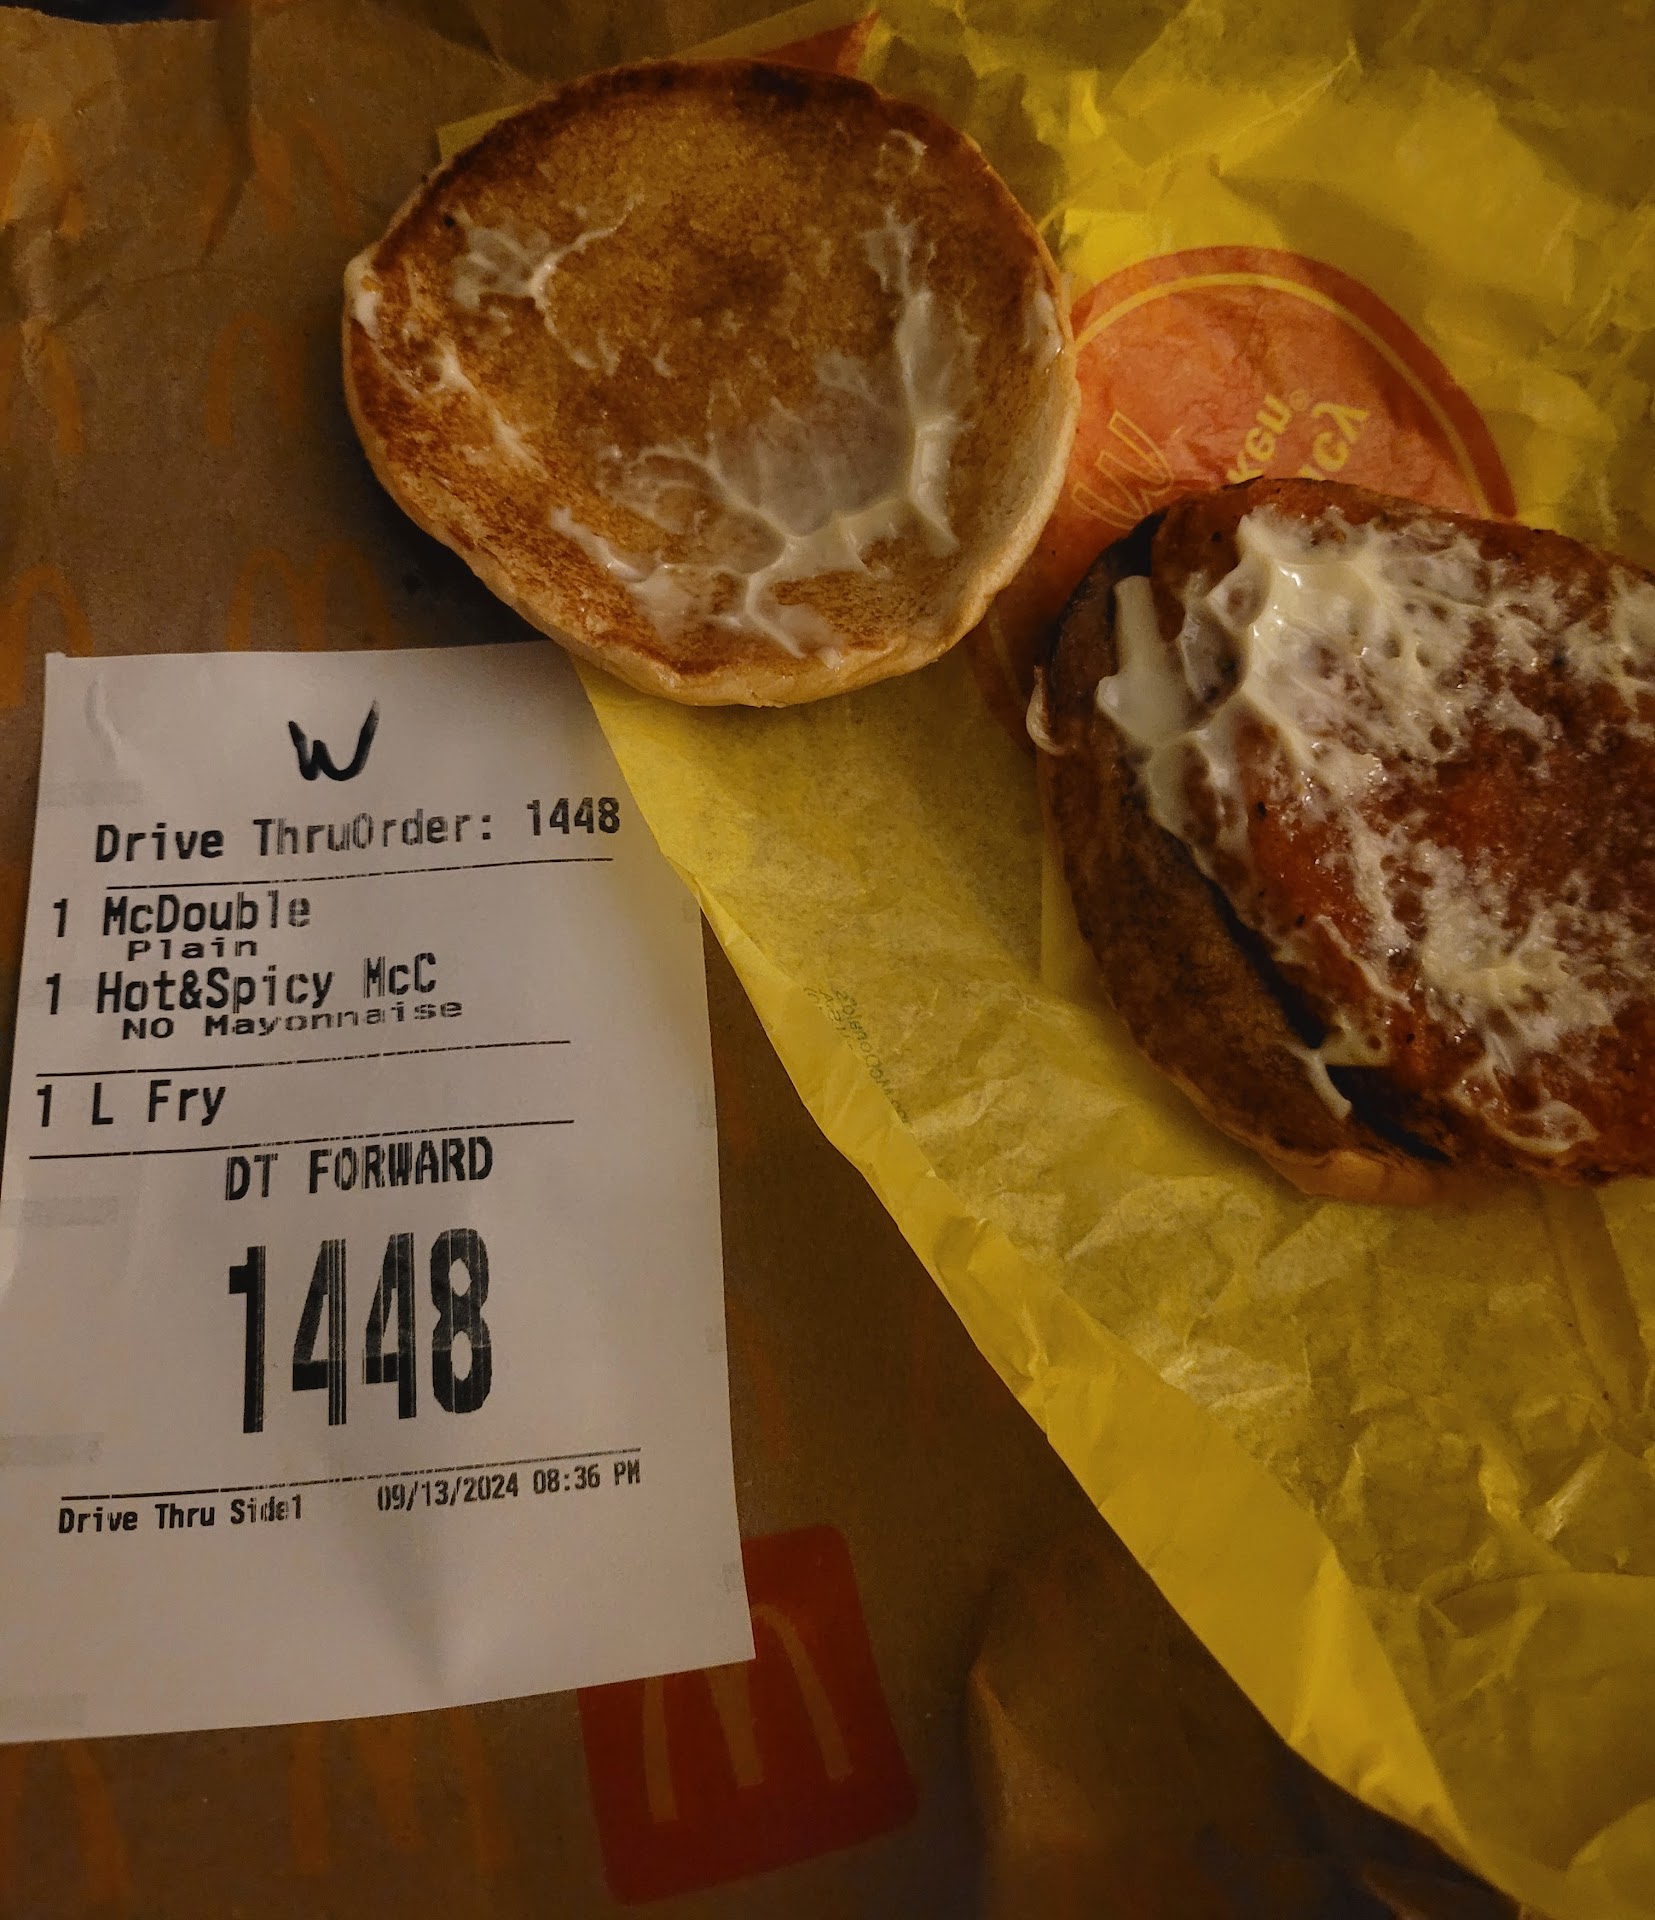 W
Drive ThruOrder: 1448
1 McDouble
Plain
1 Hot&Spicy McC
NO Mayonnaise
1 L Fry
DT FORWARD
1448
Drive Thru Side1 09/13/2024 08:36 PM